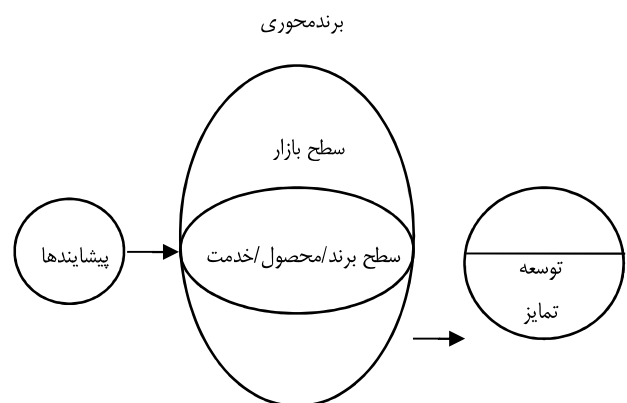 برندمحوری
سطح بازار
سطح برند/محصول/خدمت
پیشایندها
توسعه
تمایز